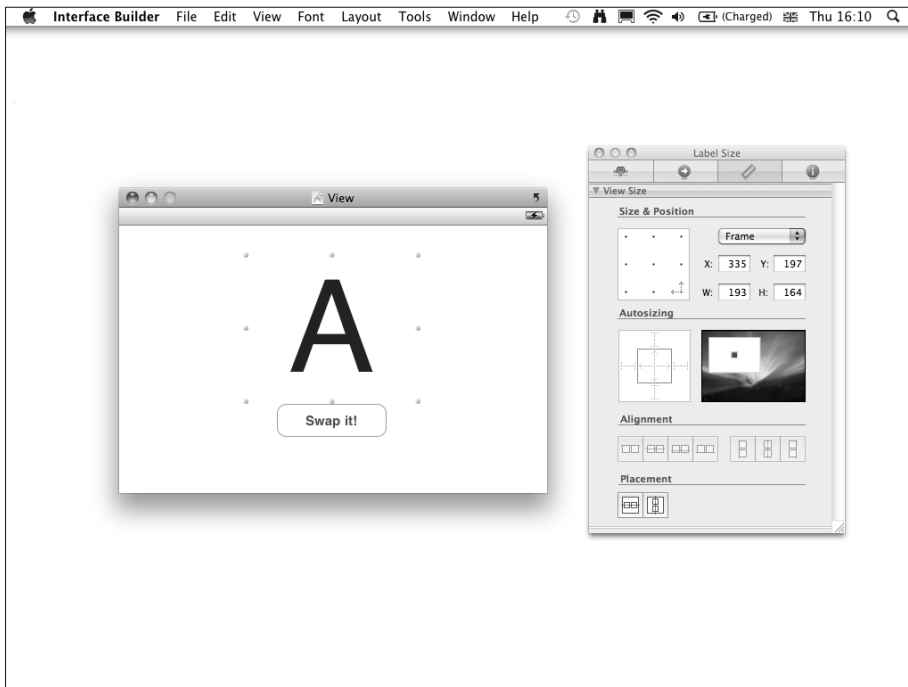 Interface Builder File Edit View Font Layout Tools Window Help (Charged) Thu 16:10
Label Size
View
View Size
Size & Position
Frame
X: 335 Y: 197
W: 193 H: 164
Autosizing
A
Swap it!
Alignment
Placement